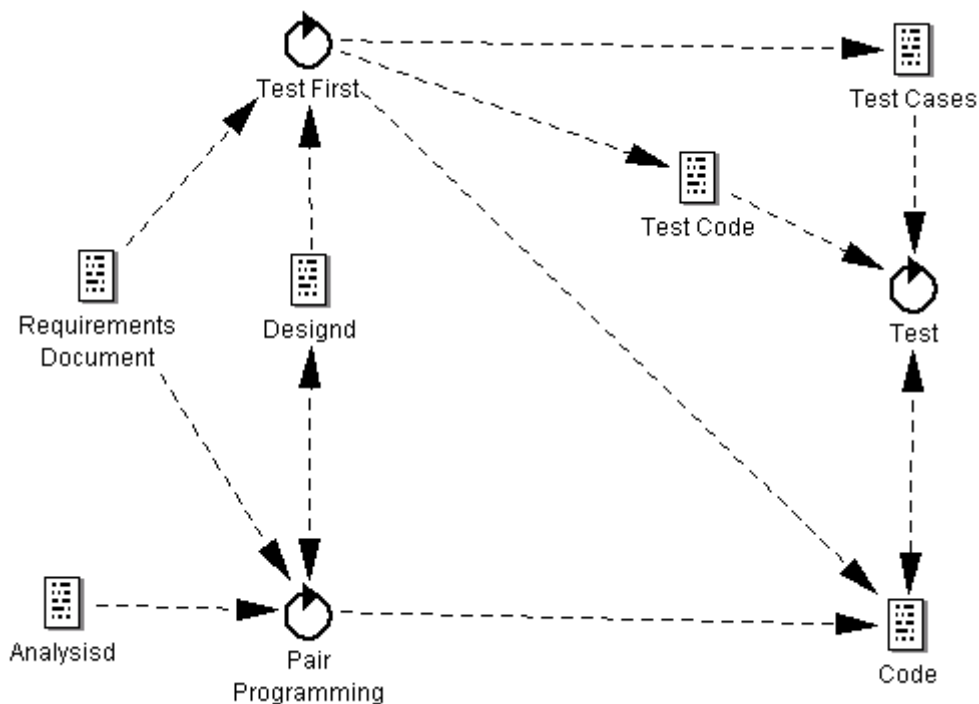 Test First
Test Cases
Test Code
Requirements
Document
Designd
Test
Analysisd
Pair
Programming
Code